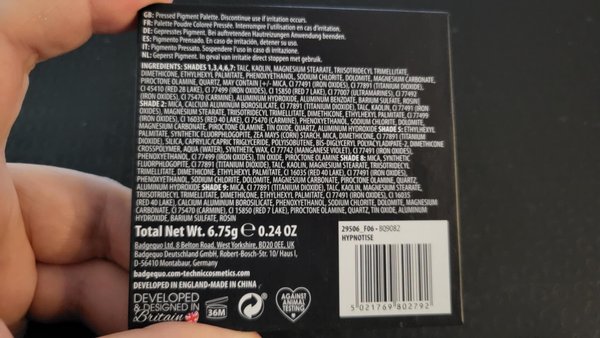 GB: Pressed Pigment Palette. Discontinue use if irritation occurs.
FR: Palette Poudre Colorée Pressée. Interrompre l'utilisation en cas d'irritation.
DE: Gepresstes Pigment. Bei auftretenden Hautreizungen Anwendung beenden.
ES: Pigmento Prensado. En caso de irritación, detener su uso.
IT: Pigmento Pressato. Sospendere l'uso in caso di irritazione.
NL: Geperst Pigment. In geval van irritatie direct stoppen met gebruik.
INGREDIENTS: SHADES 1,3,4,6,7: TALC, KAOLIN, MAGNESIUM STEARATE, TRIISOTRIDECYL TRIMELLITATE,
DIMETHICONE, ETHYLHEXYL PALMITATE, PHENOXYETHANOL, SODIUM CHLORIDE, DOLOMITE, MAGNESIUM CARBONATE,
PIROCTONE OLAMINE, QUARTZ, MAY CONTAIN [+/- MICA, CI 77491 (IRON OXIDES), CI 77891 (TITANIUM DIOXIDE),
CI 45410 (RED 28 LAKE), CI 77499 (IRON OXIDES), CI 15850 (RED 7 LAKE), CI 77007 (ULTRAMARINES), CI 77492
(IRON OXIDES), CI 75470 (CARMINE), ALUMINUM HYDROXIDE, ALUMINUM BENZOATE, BARIUM SULFATE, ROSIN]
SHADE 2: MICA, CALCIUM ALUMINUM BOROSILICATE, CI 77891 (TITANIUM DIOXIDE), TALC, KAOLIN, CI 77491
(IRON OXIDES), MAGNESIUM STEARATE, TRIISOTRIDECYL TRIMELLITATE, CI 77499 (IRON OXIDES), DIMETHICONE,
CI 16035 (RED 40 LAKE), CI 77499 (IRON OXIDES), DIMETHICONE, ETHYLHEXYL PALMITATE, CI 77499 (IRON
OXIDES), CI 75470 (CARMINE), PHENOXYETHANOL, SODIUM CHLORIDE, DOLOMITE,
MAGNESIUM CARBONATE, PIROCTONE OLAMINE, TIN OXIDE, QUARTZ, ALUMINUM HYDROXIDE SHADE 5: ETHYLHEXYL
PALMITATE, SYNTHETIC FLUORPHLOGOPITE, ZEA MAYS (CORN) STARCH, MICA, DIMETHICONE, CI 77891 (TITANIUM
DIOXIDE), SILICA, CAPRYLIC/CAPRIC TRIGLYCERIDE, POLYISOBUTENE, BIS-DIGLYCERYL POLYACYLADIPATE-2, DIMETHICONE
CROSSPOLYMER, AQUA (WATER), SYNTHETIC WAX, CI 77742 (MANGANESE VIOLET), CI 77491 (IRON OXIDES),
PHENOXYETHANOL, CI 77499 (IRON OXIDES), TIN OXIDE, PIROCTONE OLAMINE SHADE 8: MICA, SYNTHETIC
FLUORPHLOGOPITE, CI 77891 (TITANIUM DIOXIDE), TALC, KAOLIN, MAGNESIUM STEARATE, TRIISOTRIDECYL
TRIMELLITATE, DIMETHICONE, ETHYLHEXYL PALMITATE, CI 16035 (RED 40 LAKE), CI 77491 (IRON OXIDES),
PHENOXYETHANOL, SODIUM CHLORIDE, DOLOMITE, MAGNESIUM CARBONATE, PIROCTONE OLAMINE, QUARTZ,
ALUMINUM HYDROXIDE SHADE 9: MICA, CI 77891 (TITANIUM DIOXIDE), TALC, KAOLIN, MAGNESIUM STEARATE,
TRIISOTRIDECYL TRIMELLITATE, DIMETHICONE, ETHYLHEXYL PALMITATE, CI 77491 (IRON OXIDES), CI 16035
(RED 40 LAKE), CALCIUM ALUMINUM BOROSILICATE, PHENOXYETHANOL, SODIUM CHLORIDE, DOLOMITE, MAGNESIUM
CARBONATE, CI 75470 (CARMINE), CI 15850 (RED 7 LAKE), PIROCTONE OLAMINE, QUARTZ, TIN OXIDE, ALUMINUM
HYDROXIDE, BARIUM SULFATE, ROSIN
Total Net Wt. 6.75g ℮ 0.24 OZ
Badgequo Ltd. 8 Belton Road, West Yorkshire, BD20 0EE, UK
Badgequo Deutschland GmbH, Robert-Bosch-Str. 10/ Haus I,
D-56410 Montabaur, Germany
badgequo.com•techniccosmetics.com
DEVELOPED IN ENGLAND•MADE IN CHINA
DEVELOPED
& DESIGNED IN
Britain
36M
AGAINST
ANIMAL
TESTING
29506_F06 - 809082
HYPNOTISE
5 021769 802792